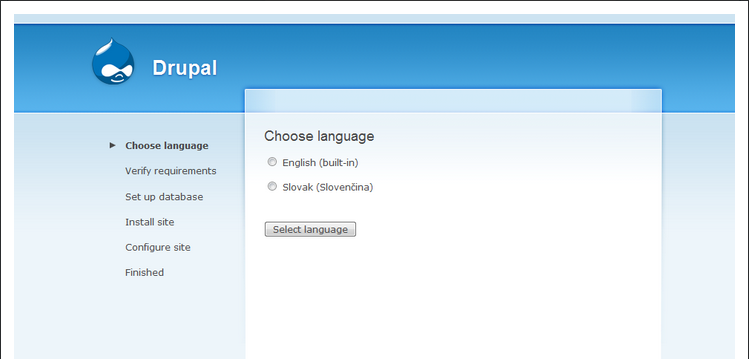 Drupal
Choose language
Verify requirements
Set up database
Install site
Configure site
Finished
Choose language
English (built-in)
Slovak (Slovenčina)
Select language